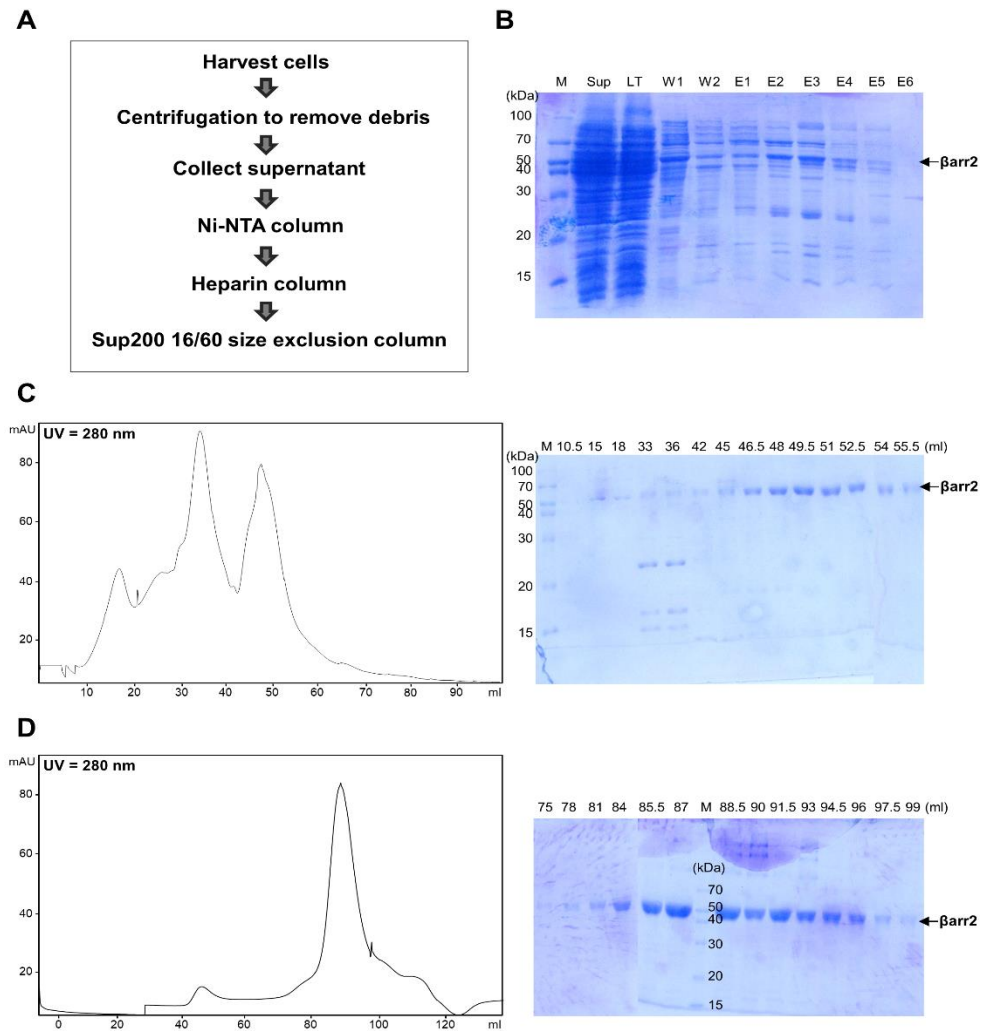 A
Harvest cells
Centrifugation to remove debris
Collect supernatant
Ni-NTA column
Heparin column
Sup200 16/60 size exclusion column
B
M Sup LT W1 W2 E1 E2 E3 E4 E5 E6
(kDa)
100
70
50
40
30
20
15
βarr2
C
mAU
UV = 280 nm
80
60
40
20
10 20 30 40 50 60 70 80 90 ml
M 10.5 15 18 33 36 42 45 46.5 48 49.5 51 52.5 54 55.5 (ml)
(kDa)
100
70
50
40
30
20
15
βarr2
D
mAU
UV = 280 nm
80
60
40
20
0 20 40 60 80 100 120 ml
75 78 81 84 85.5 87 M 88.5 90 91.5 93 94.5 96 97.5 99 (ml)
(kDa)
70
50
40
30
20
15
βarr2